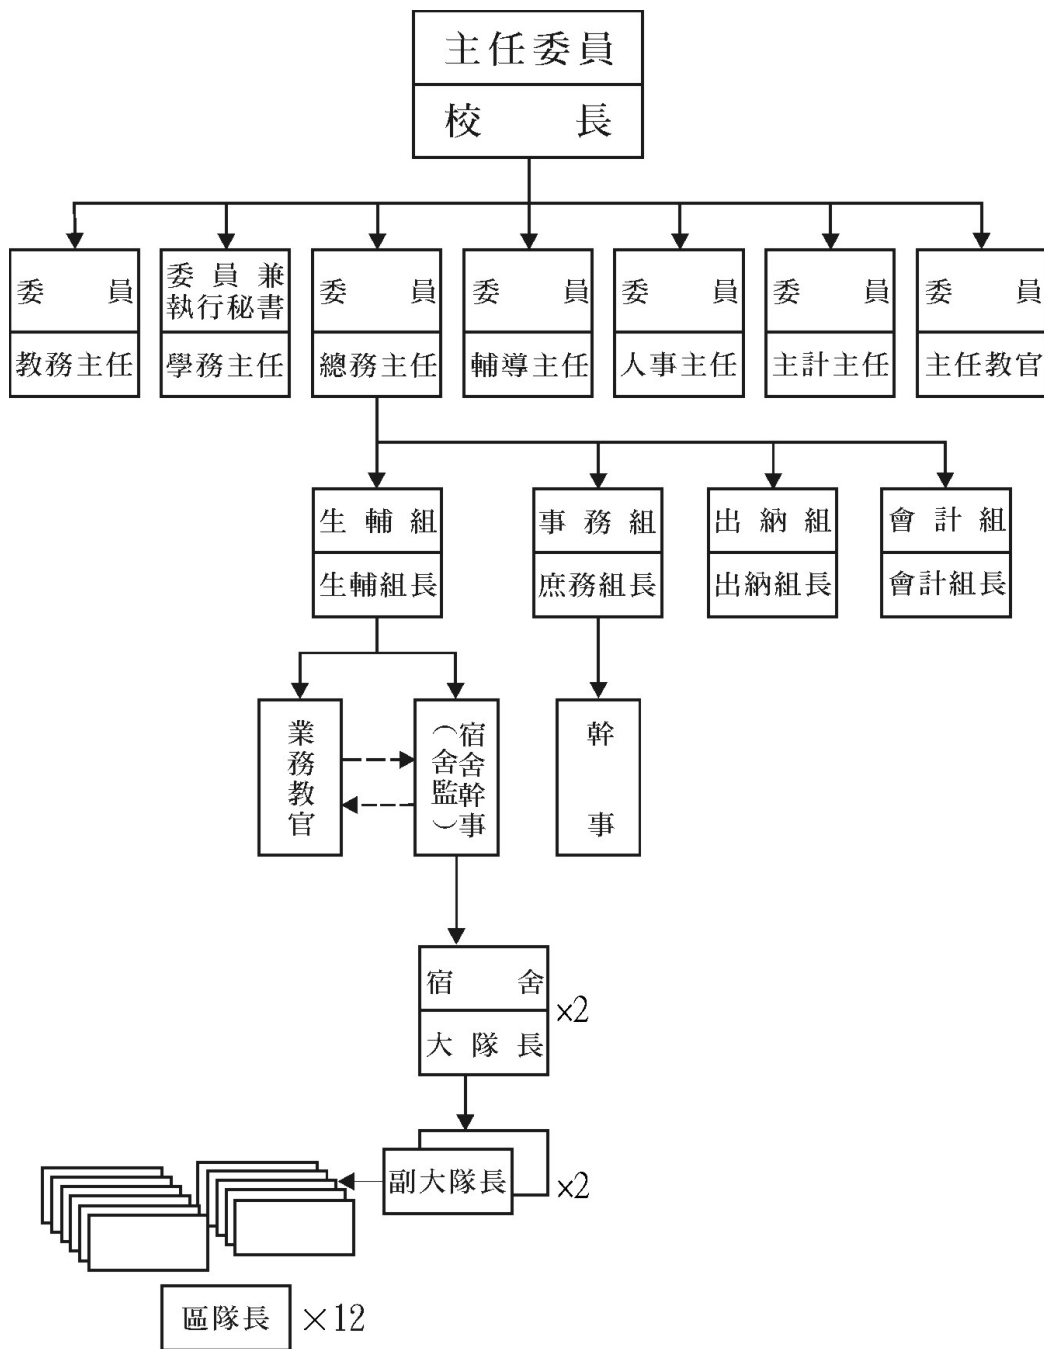 主任委員
校長
委員
教務主任
委員兼
執行秘書
學務主任
委員
總務主任
委員
輔導主任
委員
人事主任
委員
主計主任
委員
主任教官
生輔組
生輔組長
事務組
庶務組長
出納組
出納組長
會計組
會計組長
業務教官
宿舍幹事
（舍監）
幹事
宿舍
大隊長
×2
副大隊長
×2
區隊長
×12